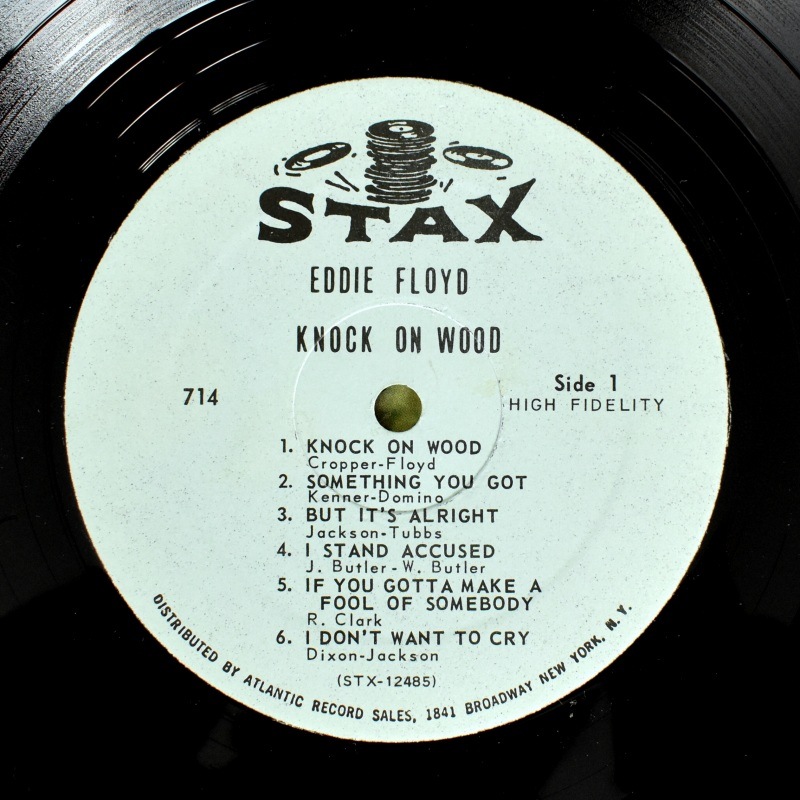 STAX
EDDIE FLOYD
KNOCK ON WOOD
714
Side 1
HIGH FIDELITY
1. KNOCK ON WOOD
Cropper-Floyd
2. SOMETHING YOU GOT
Kenner-Domino
3. BUT IT'S ALRIGHT
Jackson-Tubbs
4. I STAND ACCUSED
J. Butler-W. Butler
5. IF YOU GOTTA MAKE A
FOOL OF SOMEBODY
R. Clark
6. I DON'T WANT TO CRY
Dixon-Jackson
(STX-12485)
DISTRIBUTED BY ATLANTIC RECORD SALES, 1841 BROADWAY NEW YORK, N. Y.